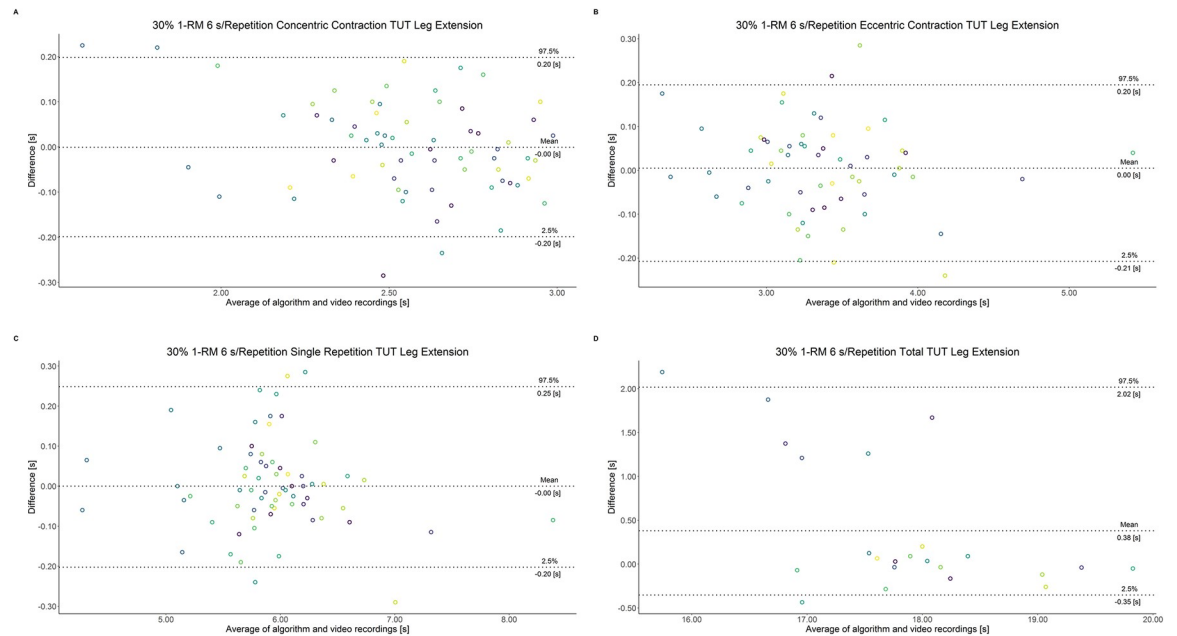 A
30% 1-RM 6 s/Repetition Concentric Contraction TUT Leg Extension
Difference [s]
0.20
0.10
0.00
-0.10
-0.20
-0.30
97.5%
0.20 [s]
Mean
-0.00 [s]
2.5%
-0.20 [s]
2.00
2.50
3.00
Average of algorithm and video recordings [s]
B
30% 1-RM 6 s/Repetition Eccentric Contraction TUT Leg Extension
Difference [s]
0.30
0.20
0.10
0.00
-0.10
-0.20
97.5%
0.20 [s]
Mean
0.00 [s]
2.5%
-0.21 [s]
3.00
4.00
5.00
Average of algorithm and video recordings [s]
C
30% 1-RM 6 s/Repetition Single Repetition TUT Leg Extension
Difference [s]
0.30
0.20
0.10
0.00
-0.10
-0.20
-0.30
97.5%
0.25 [s]
Mean
-0.00 [s]
2.5%
-0.20 [s]
5.00
6.00
7.00
8.00
Average of algorithm and video recordings [s]
D
30% 1-RM 6 s/Repetition Total TUT Leg Extension
Difference [s]
2.00
1.50
1.00
0.50
0.00
-0.50
97.5%
2.02 [s]
Mean
0.38 [s]
2.5%
-0.35 [s]
16.00
17.00
18.00
19.00
20.00
Average of algorithm and video recordings [s]